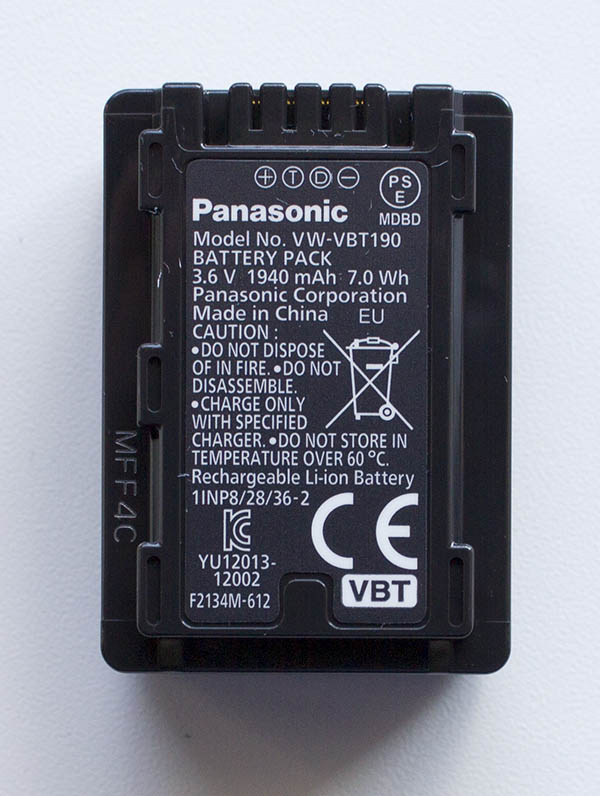 + T D -
PS
E
MDBD
Panasonic
Model No. VW-VBT190
BATTERY PACK
3.6 V 1940 mAh 7.0 Wh
Panasonic Corporation
Made in China EU
CAUTION :
•DO NOT DISPOSE
OF IN FIRE. •DO NOT
DISASSEMBLE.
•CHARGE ONLY
WITH SPECIFIED
CHARGER. •DO NOT STORE IN
TEMPERATURE OVER 60 °C.
Rechargeable Li-ion Battery
1INP8/28/36-2
YU12013-
12002
F2134M-612
CE
VBT
MFF4C